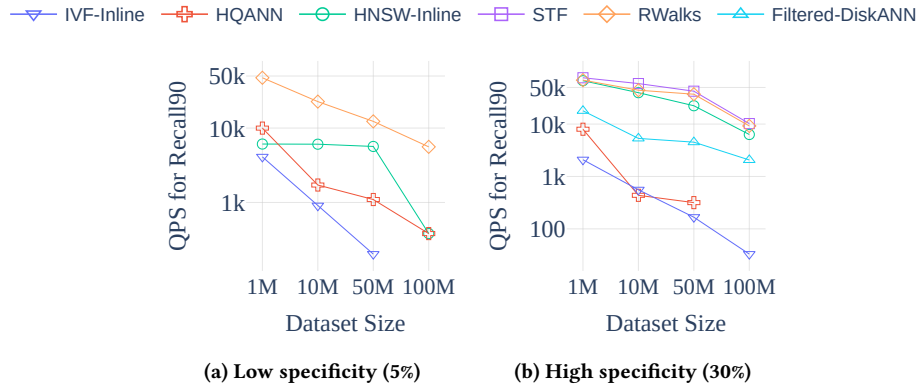 IVF-Inline HQANN HNSW-Inline STF RWalks Filtered-DiskANN
QPS for Recall90
50k
10k
1k
1M 10M 50M 100M
Dataset Size
(a) Low specificity (5%)
QPS for Recall90
50k
10k
1k
100
1M 10M 50M 100M
Dataset Size
(b) High specificity (30%)